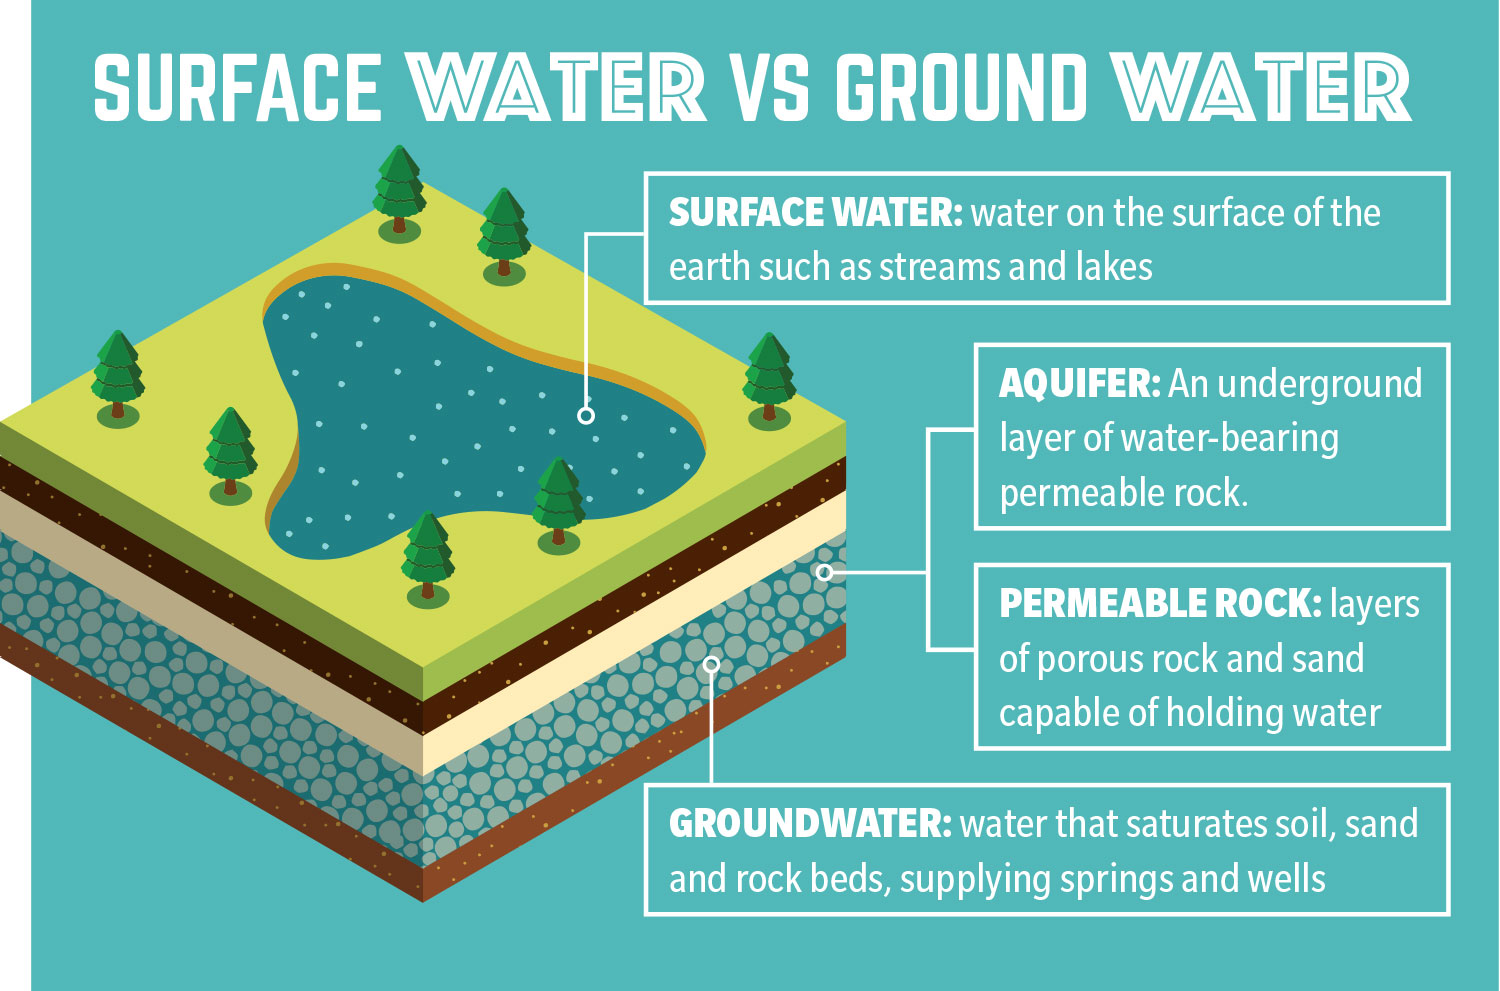 SURFACE WATER VS GROUND WATER
SURFACE WATER: water on the surface of the
earth such as streams and lakes
AQUIFER: An underground
layer of water-bearing
permeable rock.
PERMEABLE ROCK: layers
of porous rock and sand
capable of holding water
GROUNDWATER: water that saturates soil, sand
and rock beds, supplying springs and wells